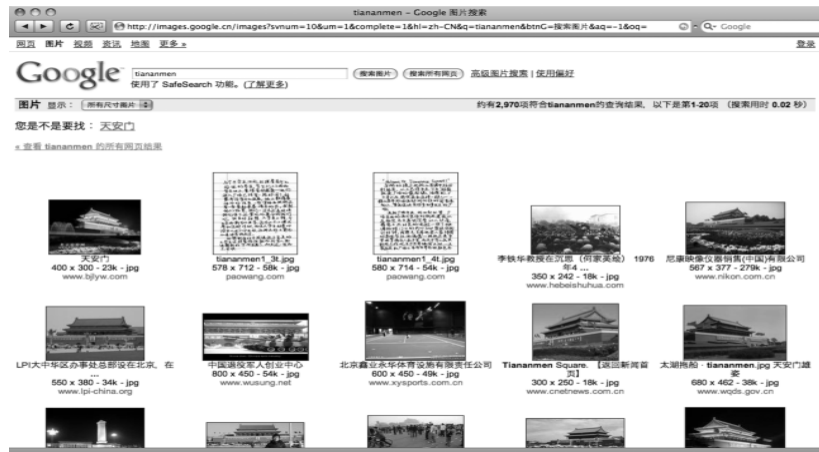 tiananmen – Google 图片搜索
http://images.google.cn/images?svnum=10&um=1&complete=1&hl=zh-CN&q=tiananmen&btnG=搜索图片&aq=-1&oq=
Google
网页 图片 视频 资讯 地图 更多 »
登录
Google
tiananmen
搜索图片 搜索所有网页 高级图片搜索 | 使用偏好
使用了 SafeSearch 功能。(了解更多)
图片 显示： 所有尺寸图片
约有2,970项符合tiananmen的查询结果，以下是第1-20项 （搜索用时 0.02 秒）
您是不是要找： 天安门
« 查看 tiananmen 的所有网页结果
天安门
400 x 300 - 23k - jpg
www.bjlyw.com
tiananmen1_3t.jpg
578 x 712 - 58k - jpg
paowang.com
tiananmen1_4t.jpg
580 x 714 - 54k - jpg
paowang.com
李铁华教授在沉思（何家英绘） 1976
年4 ...
350 x 242 - 18k - jpg
www.hebeishuhua.com
尼康映像仪器销售(中国)有限公司
567 x 377 - 279k - jpg
www.nikon.com.cn
LPI大中华区办事处总部设在北京，在
...
550 x 380 - 34k - jpg
www.lpi-china.org
中国退役军人创业中心
800 x 450 - 54k - jpg
www.wusung.net
北京鑫业永华体育设施有限责任公司
600 x 450 - 49k - jpg
www.xysports.com.cn
Tiananmen Square. 【返回新闻首
页】
300 x 250 - 18k - jpg
www.cnetnews.com.cn
太湖抱船 · tiananmen.jpg 天安门雄
姿
680 x 462 - 38k - jpg
www.wqds.gov.cn